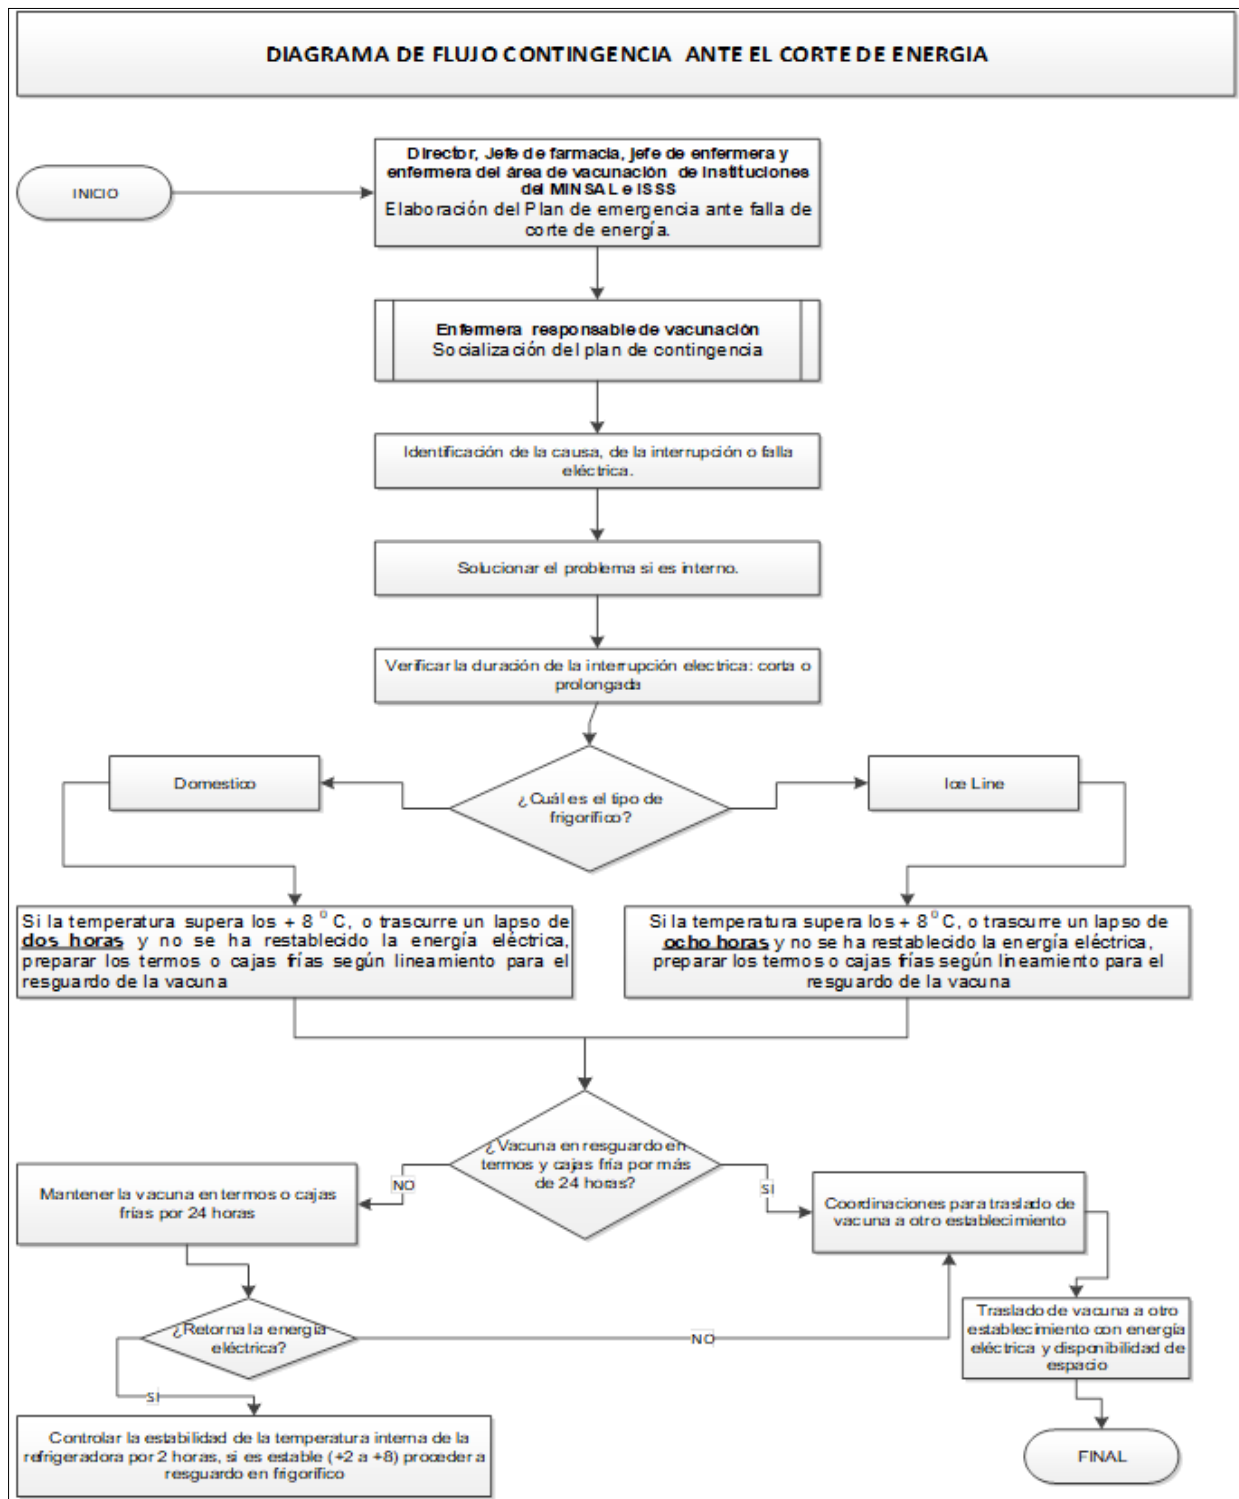 DIAGRAMA DE FLUJO CONTINGENCIA ANTE EL CORTE DE ENERGIA
INICIO
Director, Jefe de farmacia, jefe de enfermera y
enfermera del área de vacunación de instituciones
del MINSAL e ISSS
Elaboración del Plan de emergencia ante falla de
corte de energía.
Enfermera responsable de vacunación
Socialización del plan de contingencia
Identificación de la causa, de la interrupción o falla
eléctrica.
Solucionar el problema si es interno.
Verificar la duración de la interrupción electrica: corta o
prolongada
¿Cuál es el tipo de
frigorífico?
Domestico
Ice Line
Si la temperatura supera los + 8 ° C, o trascurre un lapso de
dos horas y no se ha restablecido la energía eléctrica,
preparar los termos o cajas frías según lineamiento para el
resguardo de la vacuna
Si la temperatura supera los + 8 ° C, o trascurre un lapso de
ocho horas y no se ha restablecido la energía eléctrica,
preparar los termos o cajas frías según lineamiento para el
resguardo de la vacuna
¿Vacuna en resguardo en
termos y cajas fría por más
de 24 horas?
NO
SI
Mantener la vacuna en termos o cajas
frías por 24 horas
Coordinaciones para traslado de
vacuna a otro establecimiento
¿Retorna la energía
eléctrica?
NO
SI
Traslado de vacuna a otro
establecimiento con energía
eléctrica y disponibilidad de
espacio
Controlar la estabilidad de la temperatura interna de la
refrigeradora por 2 horas, si es estable (+2 a +8) proceder a
resguardo en frigorífico
FINAL